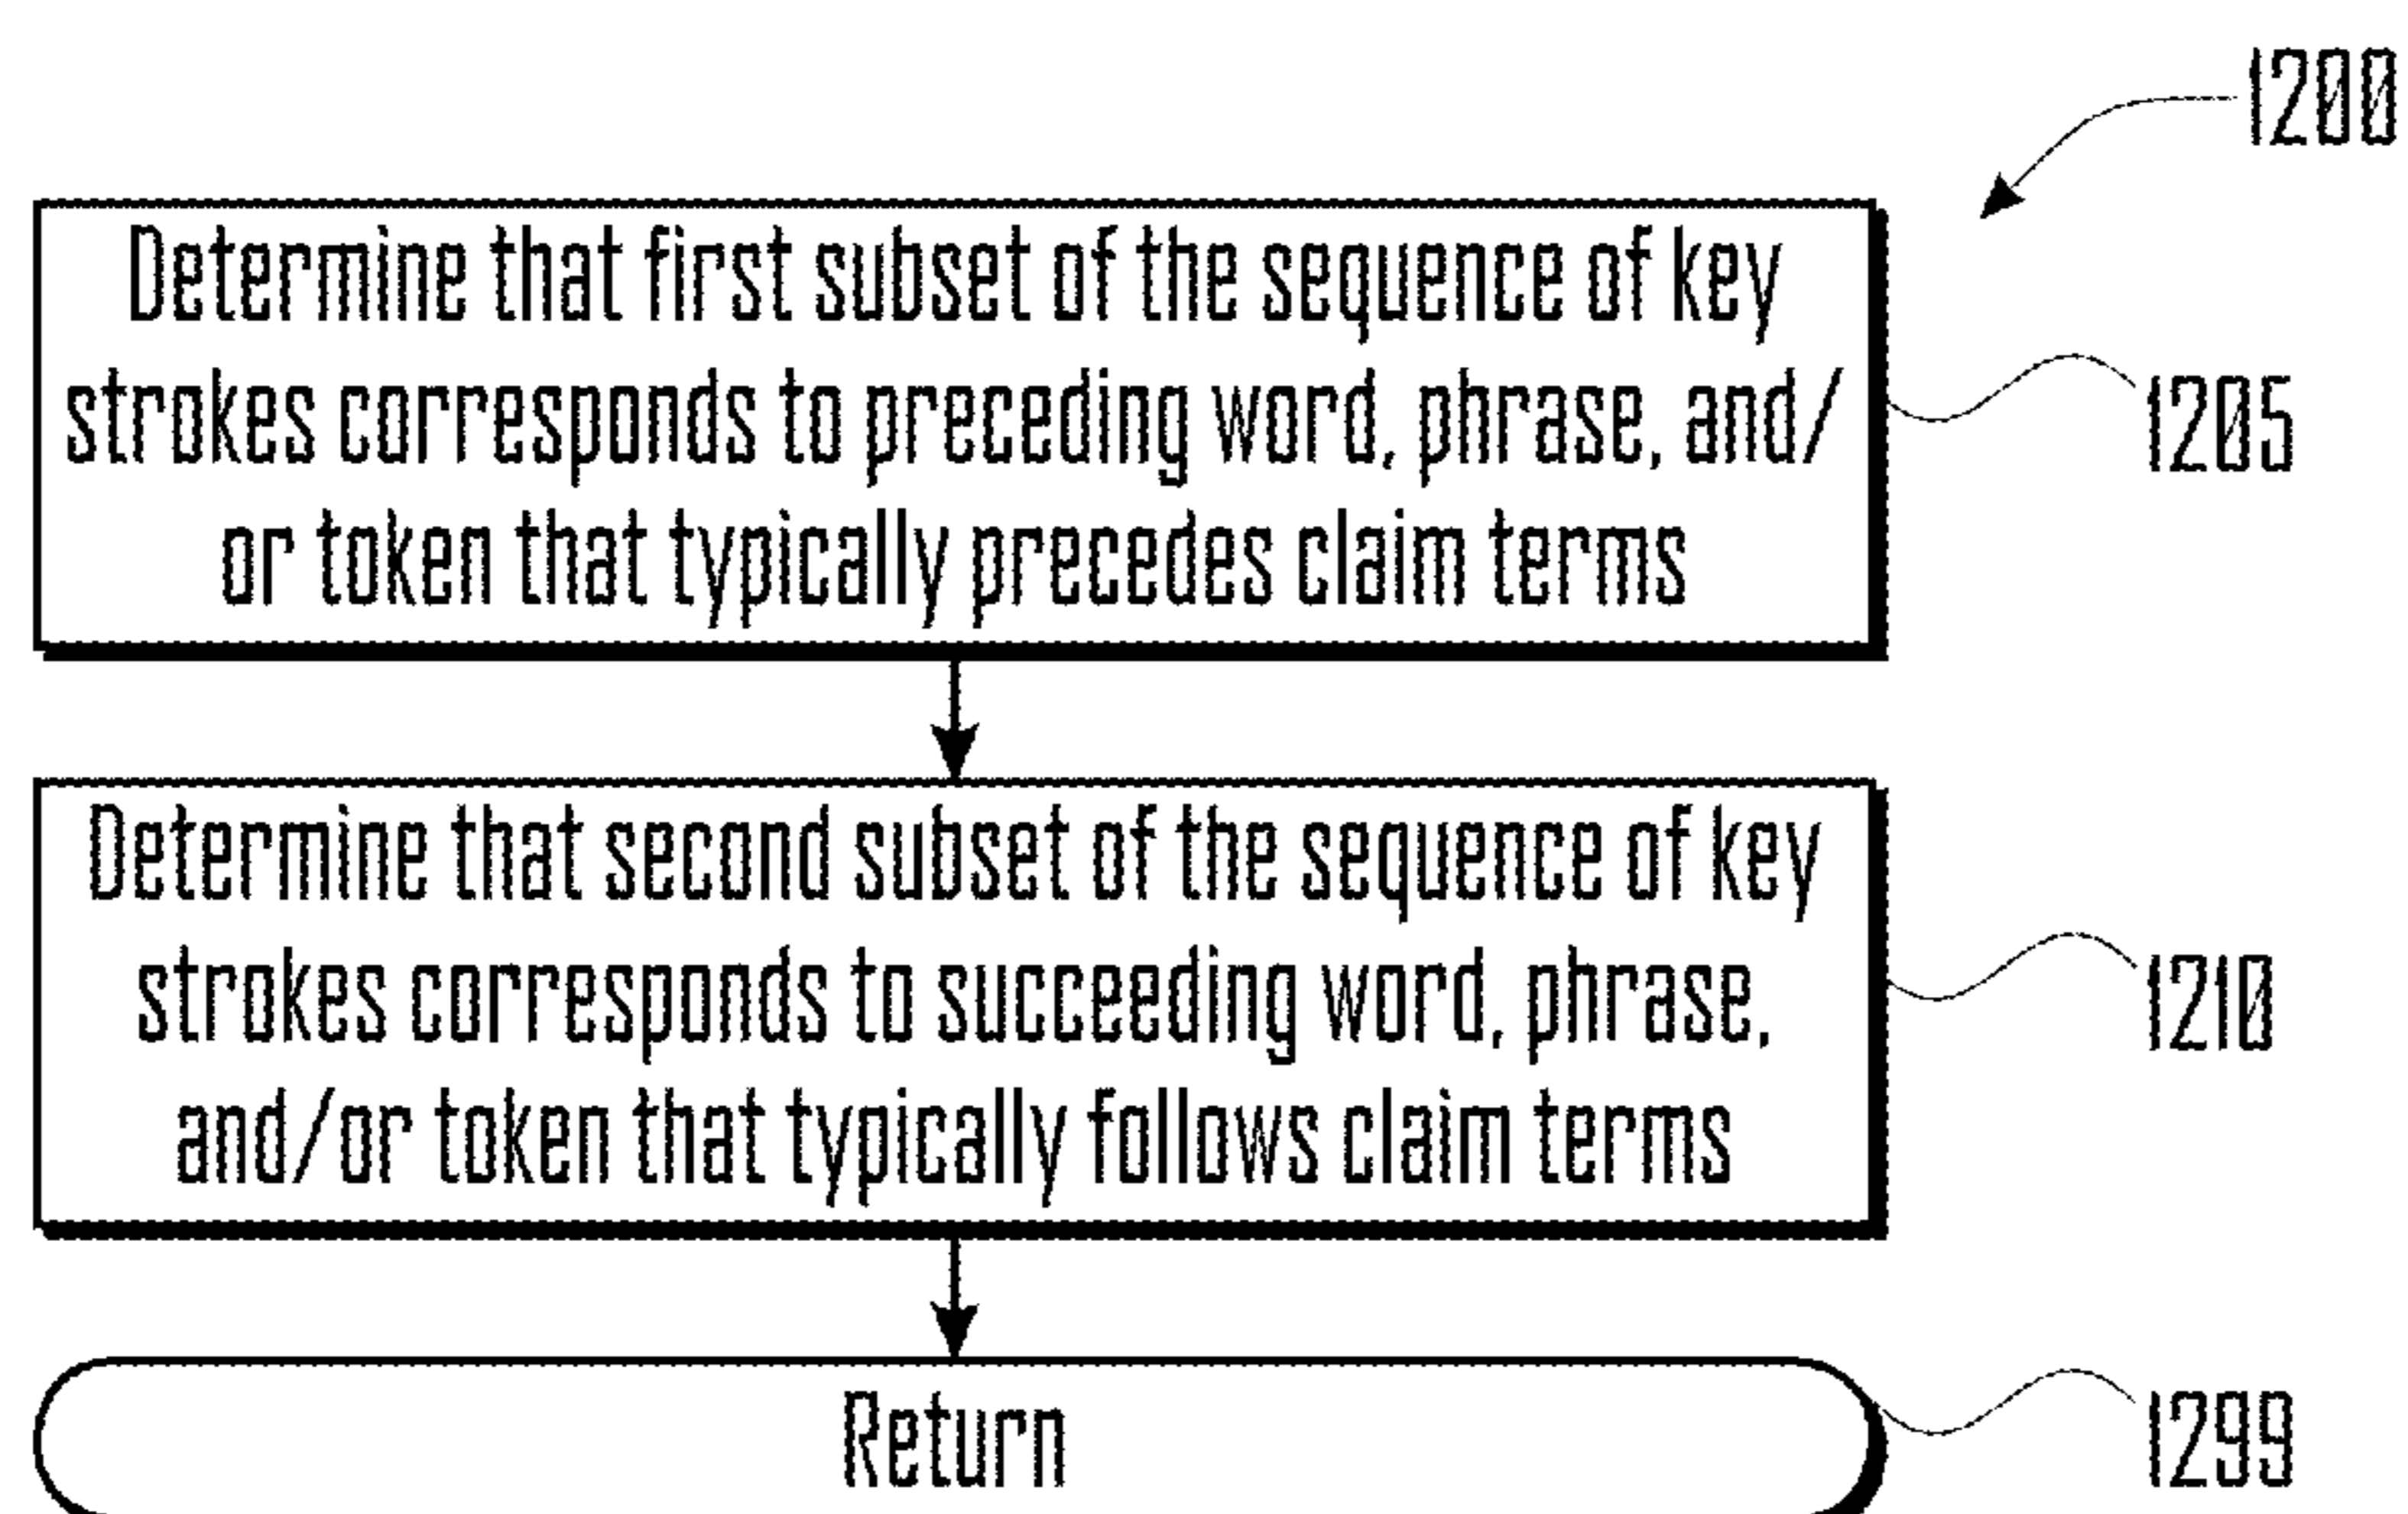 1200
Determine that first subset of the sequence of key
strokes corresponds to preceding word, phrase, and/
or token that typically precedes claim terms
1205
Determine that second subset of the sequence of key
strokes corresponds to succeeding word, phrase,
and/or token that typically follows claim terms
1210
Return
1299